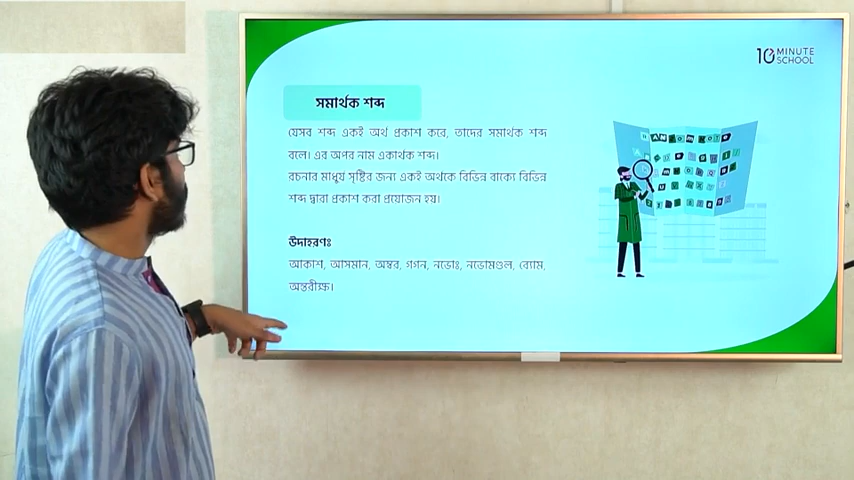 10 MINUTE
SCHOOL
সমার্থক শব্দ
যেসব শব্দ একই অর্থ প্রকাশ করে, তাদের সমার্থক শব্দ
বলে। এর অপর নাম একার্থক শব্দ।
রচনার মাধুর্য সৃষ্টির জন্য একই অর্থকে বিভিন্ন বাক্যে বিভিন্ন
শব্দ দ্বারা প্রকাশ করা প্রয়োজন হয়।
উদাহরণঃ
আকাশ, আসমান, অম্বর, গগন, নভোঃ, নভোমণ্ডল, ব্যোম,
অন্তরীক্ষ।